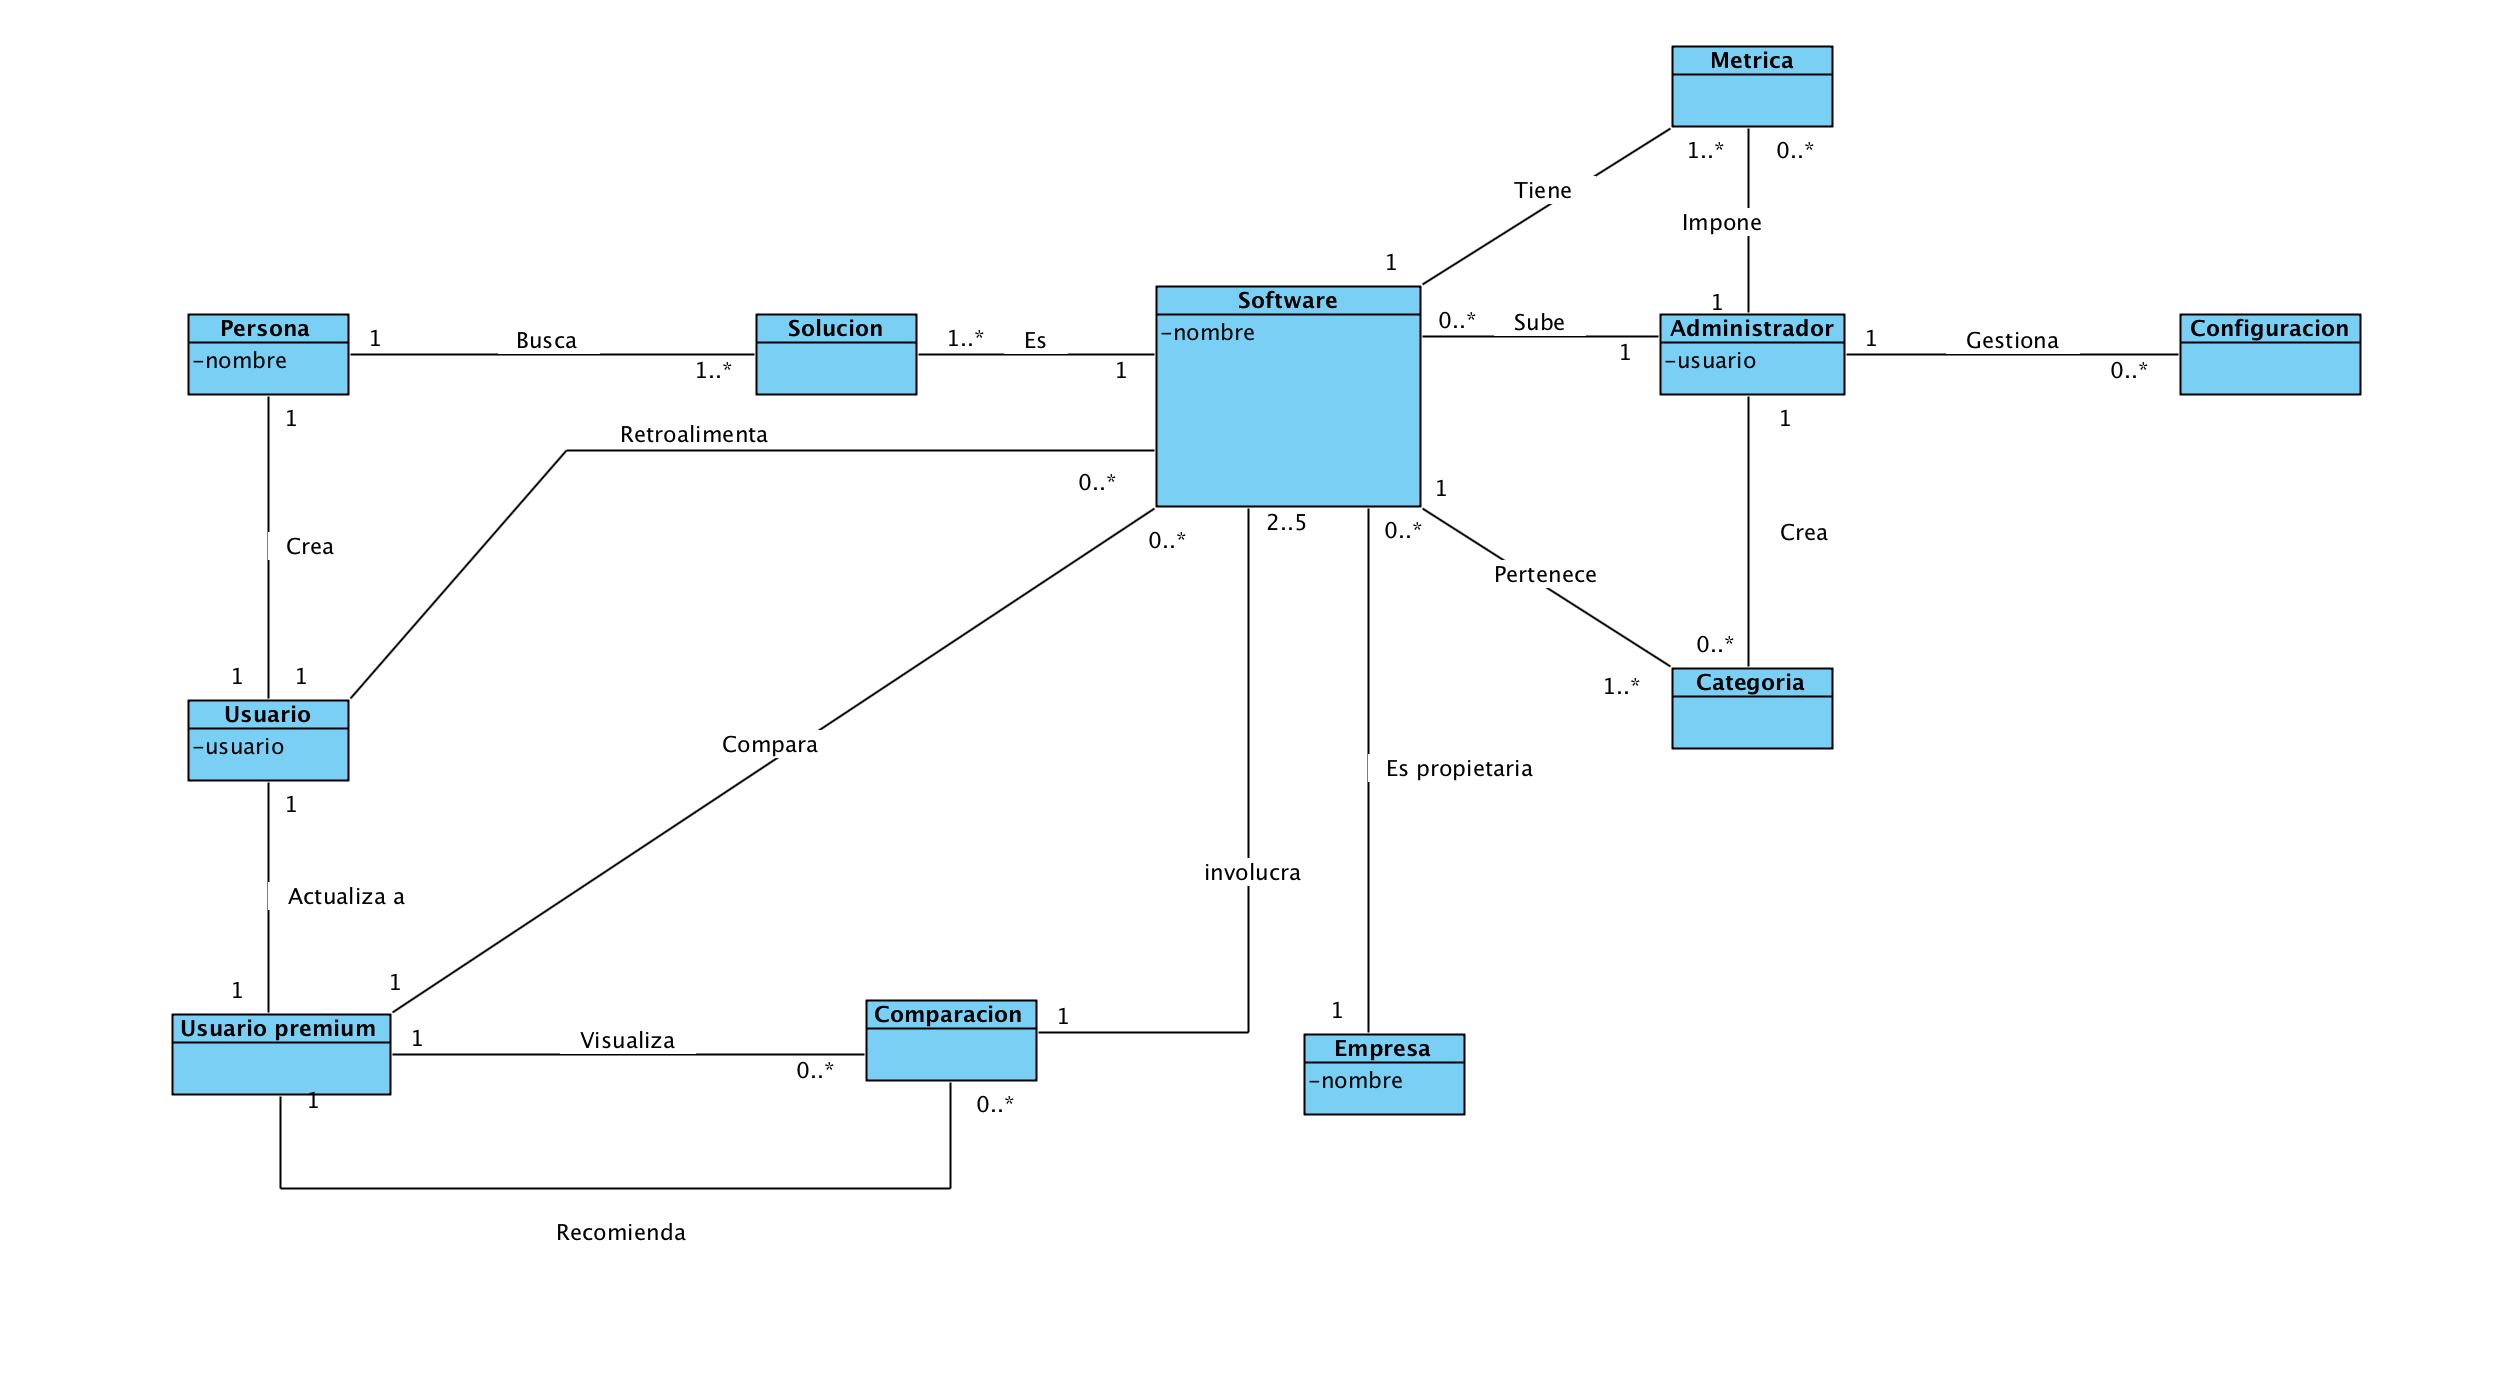 Metrica
1..*
0..*
Tiene
Impone
1
1
Software
-nombre
0..*
Sube
1
Administrador
-usuario
1
Gestiona
0..*
Configuracion
Persona
-nombre
1
Busca
1..*
Solucion
1..*
Es
1
1
1
Retroalimenta
0..*
1
0..*
2..5
0..*
Crea
Crea
Pertenece
0..*
1..*
Categoria
1
1
Usuario
-usuario
Compara
Es propietaria
1
involucra
Actualiza a
1
1
Usuario premium
1
Visualiza
0..*
Comparacion
1
1
Empresa
-nombre
1
0..*
Recomienda